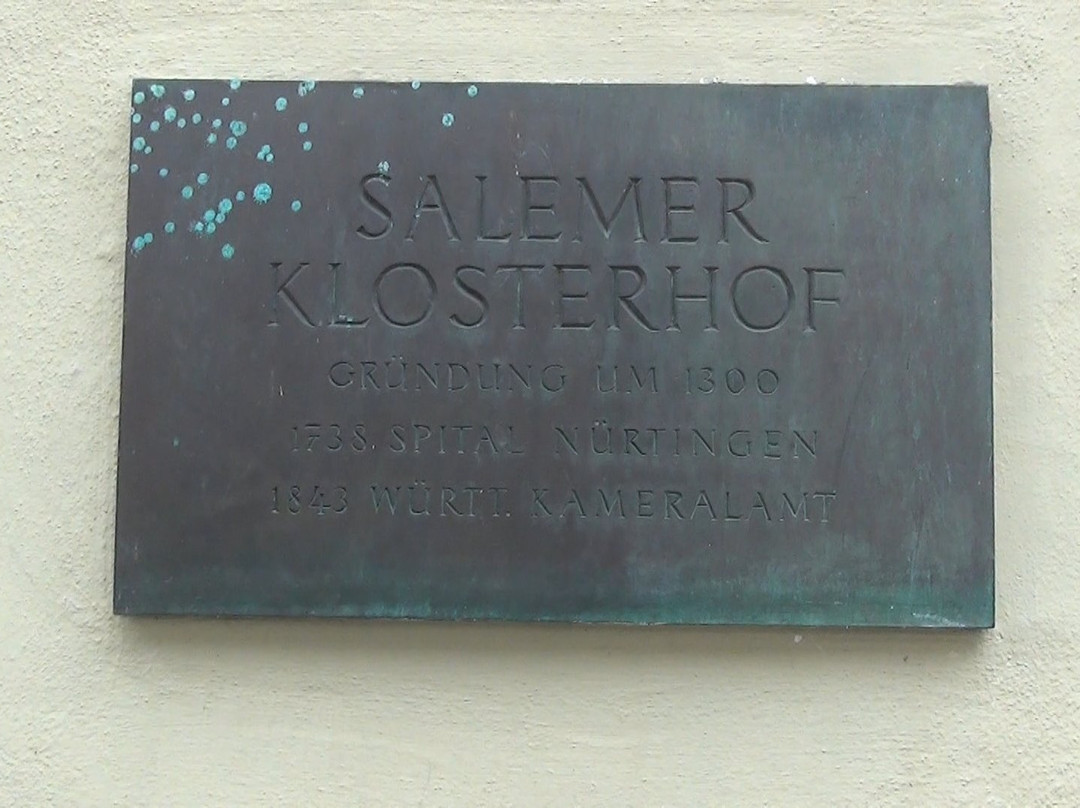 SALEMER
KLOSTERHOF
GRÜNDUNG UM 1300
1738. SPITAL NÜRTINGEN
1843 WÜRTT. KAMERALAMT